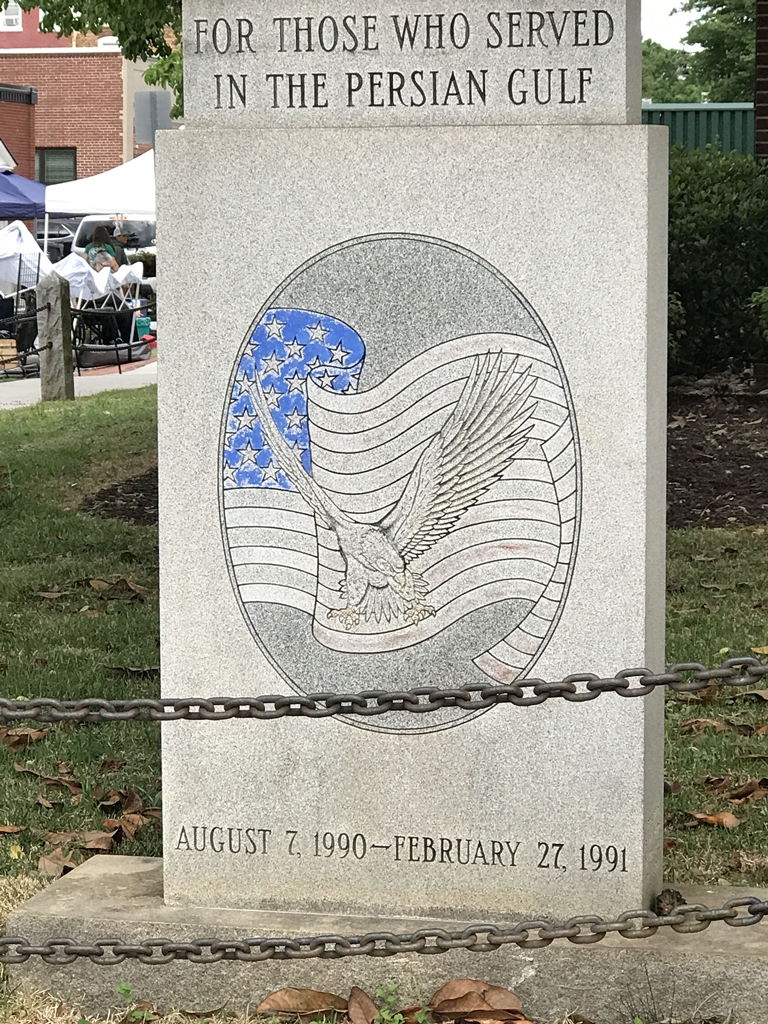 FOR THOSE WHO SERVED
IN THE PERSIAN GULF
AUGUST 7, 1990—FEBRUARY 27, 1991